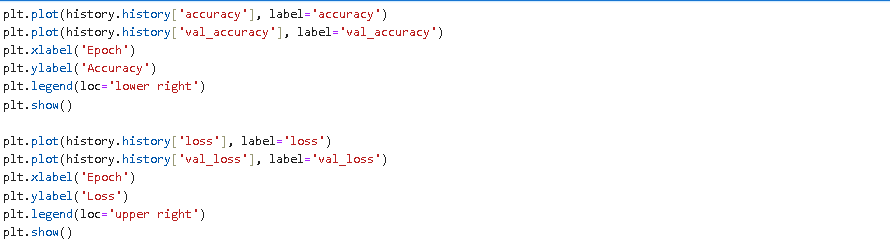 plt.plot(history.history['accuracy'], label='accuracy')
plt.plot(history.history['val_accuracy'], label='val_accuracy')
plt.xlabel('Epoch')
plt.ylabel('Accuracy')
plt.legend(loc='lower right')
plt.show()

plt.plot(history.history['loss'], label='loss')
plt.plot(history.history['val_loss'], label='val_loss')
plt.xlabel('Epoch')
plt.ylabel('Loss')
plt.legend(loc='upper right')
plt.show()